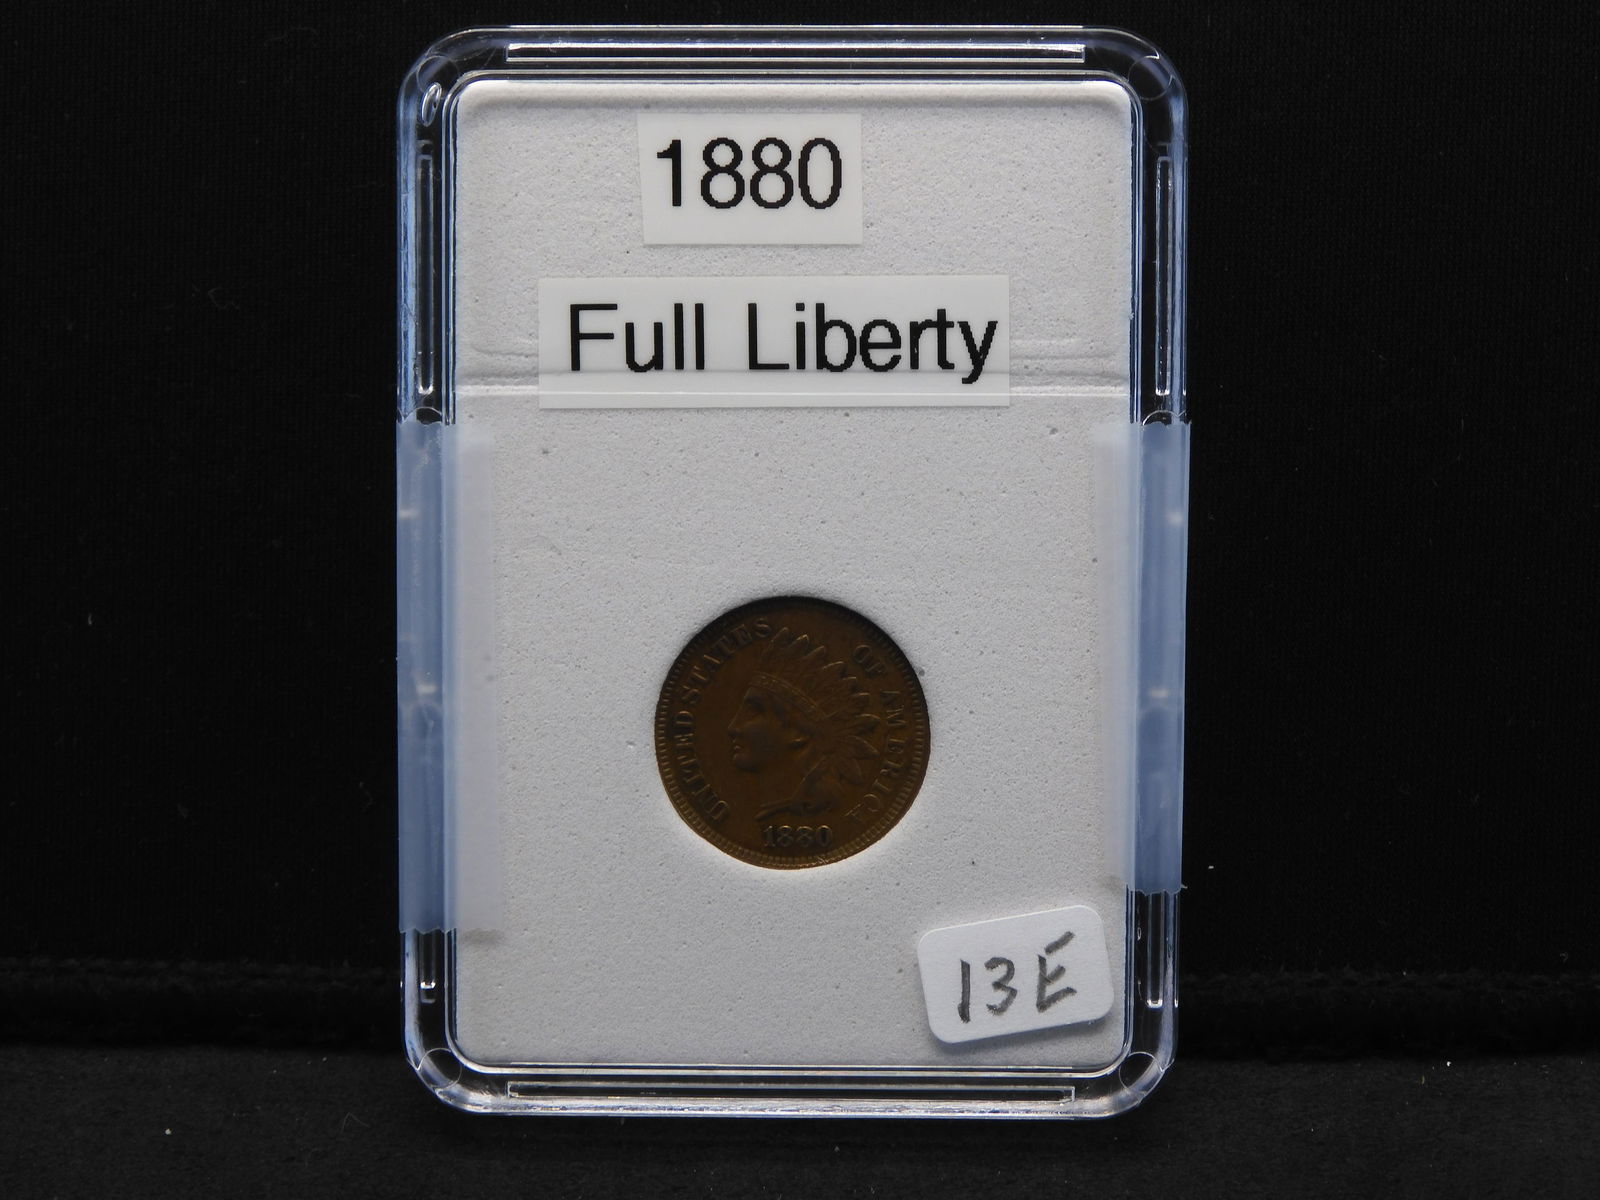 1880
Full Liberty
UNITED STATES OF AMERICA
1880
13E